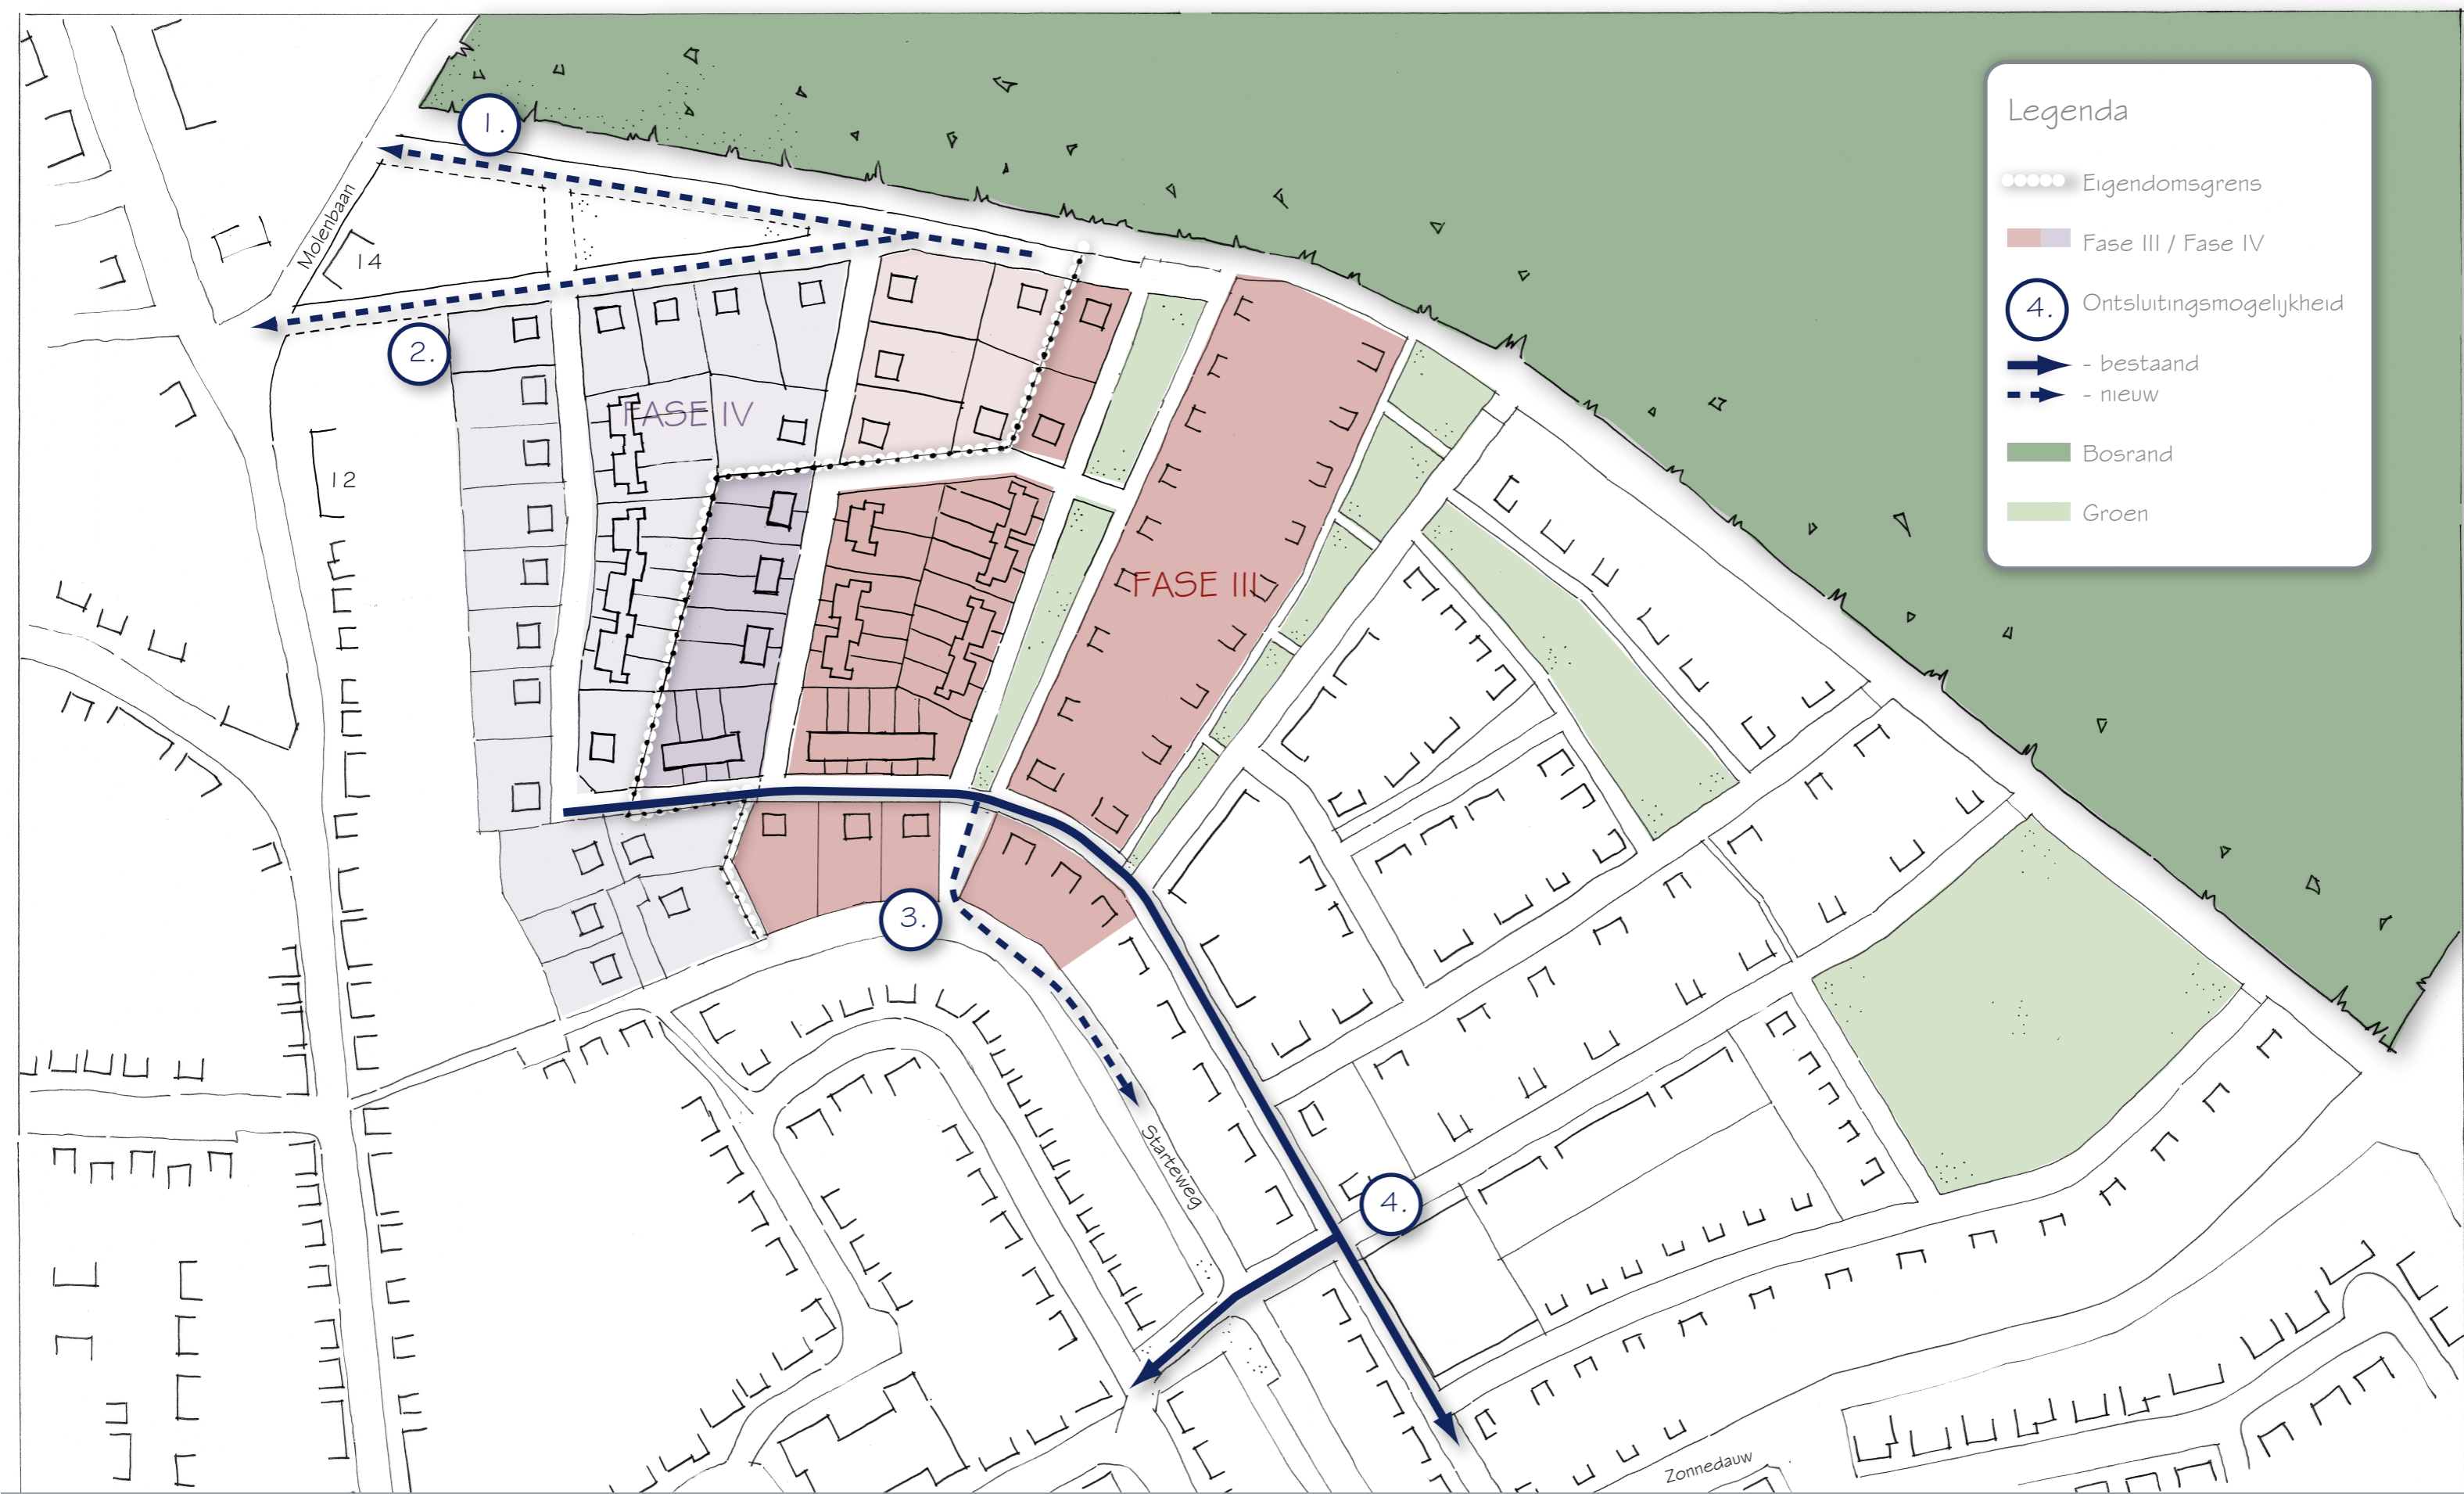 Legenda
Eigendomsgrens
Fase III / Fase IV
4.
Ontsluitingsmogelijkheid
- bestaand
- nieuw
Bosrand
Groen
1.
Molenbaan
14
2.
FASE IV
12
FASE III
3.
Starteweg
4.
Zonnedauw